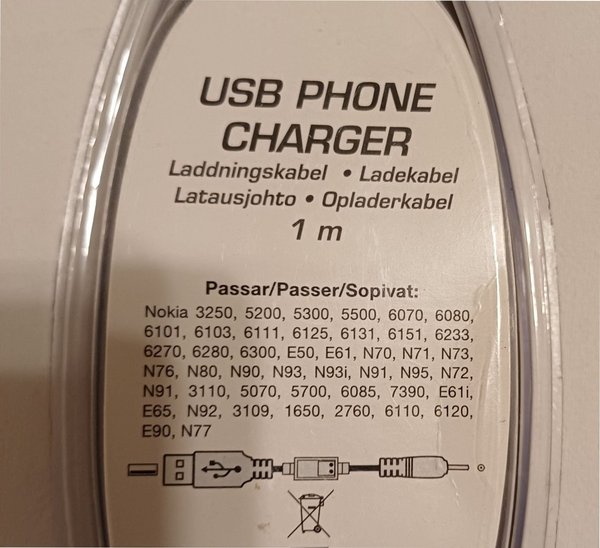 USB PHONE
CHARGER
Laddningskabel • Ladekabel
Latausjohto • Opladerkabel
1 m
Passar/Passer/Sopivat:
Nokia 3250, 5200, 5300, 5500, 6070, 6080,
6101, 6103, 6111, 6125, 6131, 6151, 6233,
6270, 6280, 6300, E50, E61, N70, N71, N73,
N76, N80, N90, N93, N93i, N91, N95, N72,
N91, 3110, 5070, 5700, 6085, 7390, E61i,
E65, N92, 3109, 1650, 2760, 6110, 6120,
E90, N77